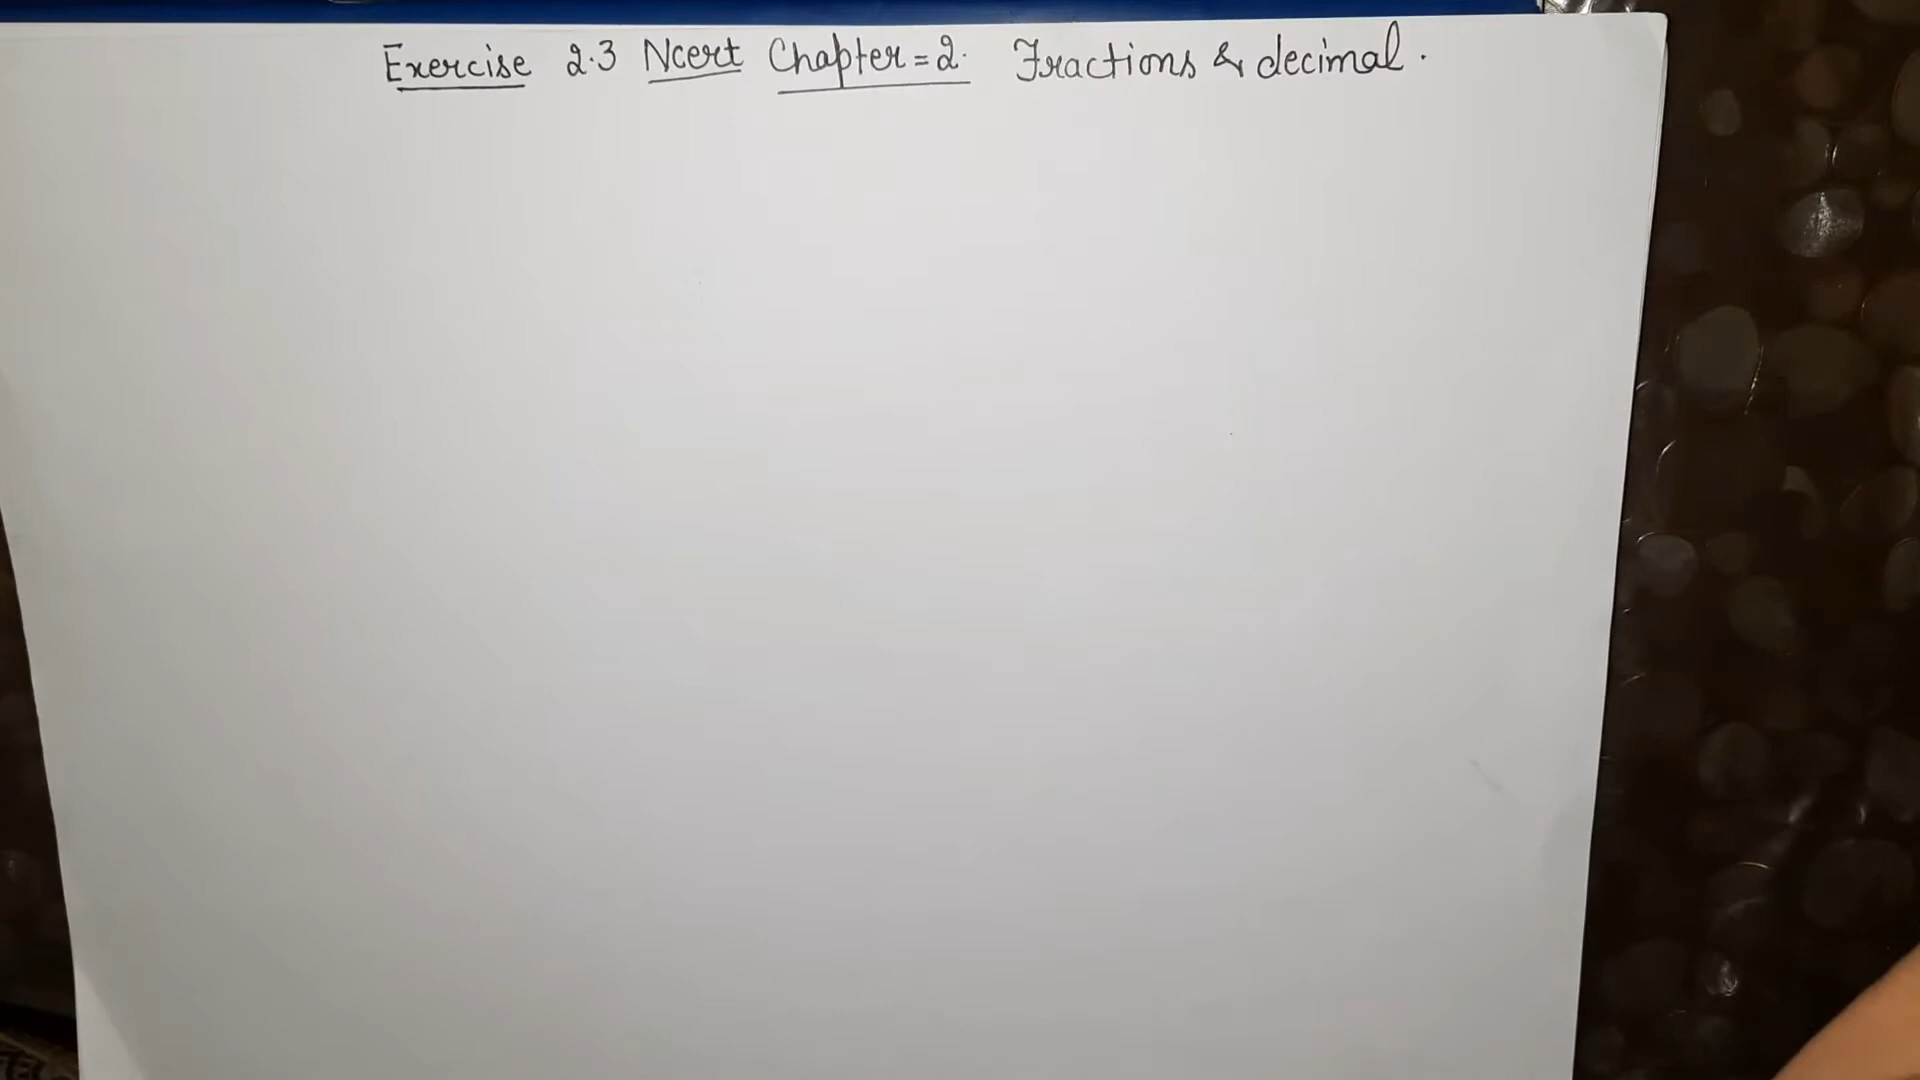 Exercise 2.3 Ncert Chapter = 2. Fractions & decimal.